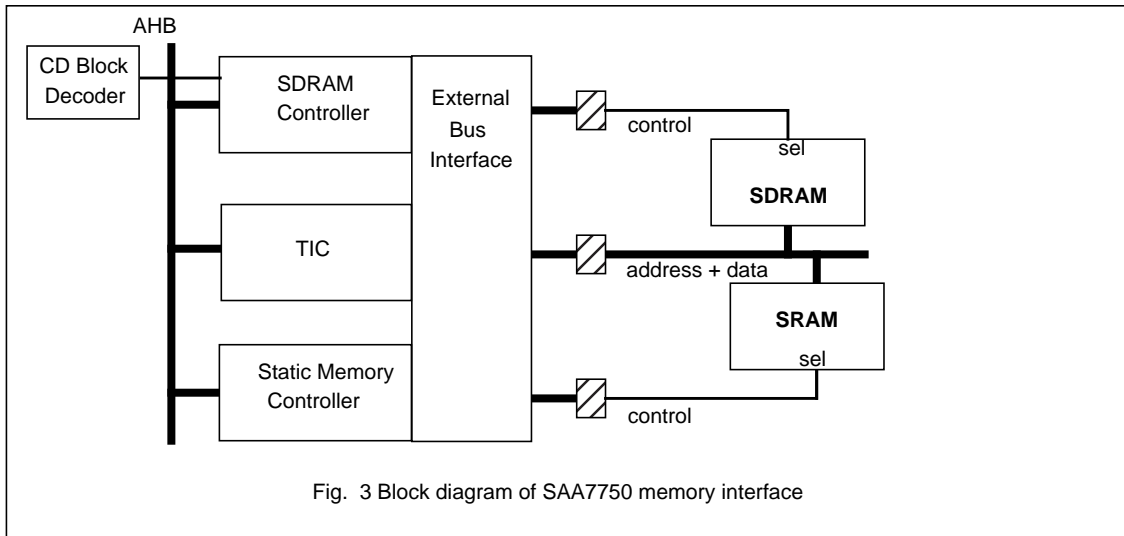 AHB
CD Block
Decoder
SDRAM
Controller
External
Bus
Interface
control
sel
SDRAM
TIC
address + data
SRAM
sel
Static Memory
Controller
control
Fig. 3 Block diagram of SAA7750 memory interface